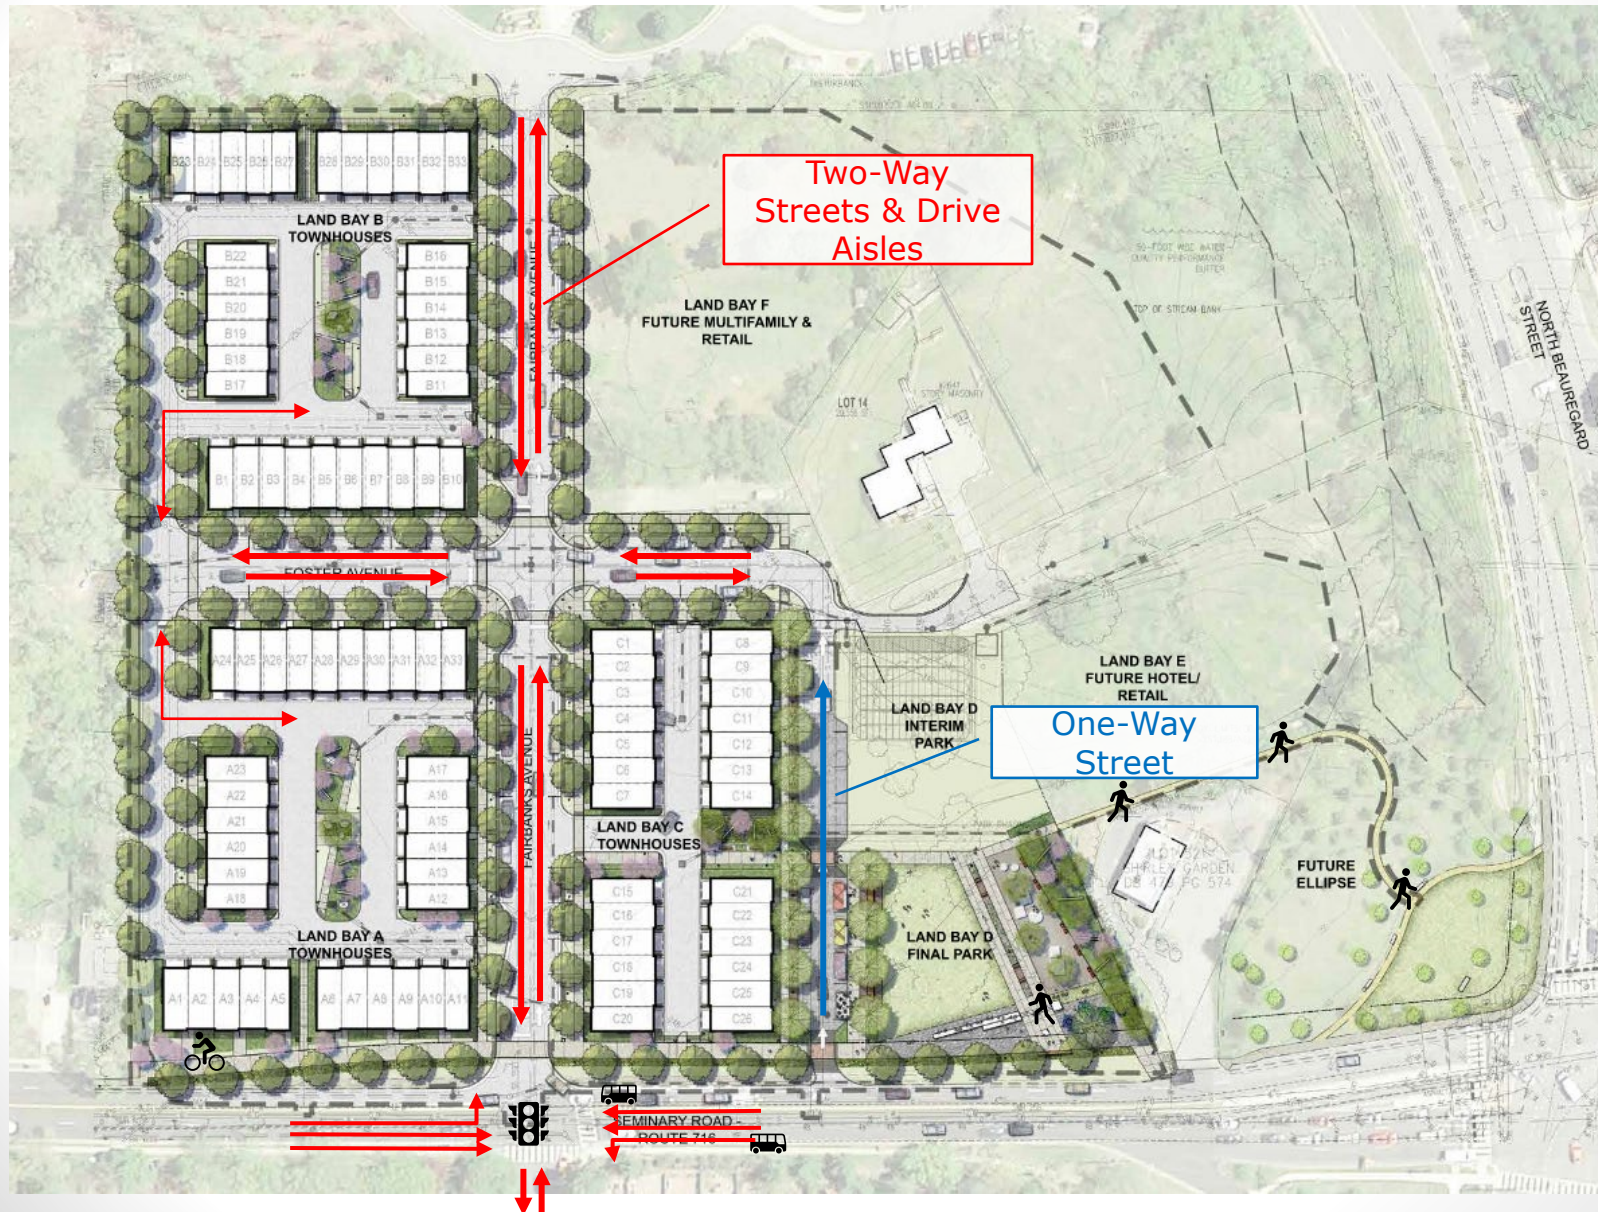 Two-Way
Streets & Drive
Aisles
One-Way
Street
LAND BAY B
TOWNHOUSES
B23 B24 B25 B26 B27
B28 B29 B30 B31 B32 B33
B22
B21
B20
B19
B18
B17
B16
B15
B14
B13
B12
B11
B1 B2 B3 B4 B5 B6 B7 B8 B9 B10
FAIRBANKS AVENUE
LAND BAY F
FUTURE MULTIFAMILY &
RETAIL
LOT 14
TOP OF STREAM BANK
NORTH BEAUREGARD
STREET
FOSTER AVENUE
A24 A25 A26 A27 A28 A29 A30 A31 A32 A33
A23
A22
A21
A20
A19
A18
A17
A16
A15
A14
A13
A12
LAND BAY A
TOWNHOUSES
A1 A2 A3 A4 A5
A6 A7 A8 A9 A10 A11
FAIRBANKS AVENUE
C1
C2
C3
C4
C5
C6
C7
C8
C9
C10
C11
C12
C13
C14
LAND BAY C
TOWNHOUSES
C15
C16
C17
C18
C19
C20
C21
C22
C23
C24
C25
C26
LAND BAY D
INTERIM
PARK
LAND BAY E
FUTURE HOTEL/
RETAIL
LAND BAY D
FINAL PARK
FUTURE
ELLIPSE
SEMINARY ROAD -
ROUTE 716